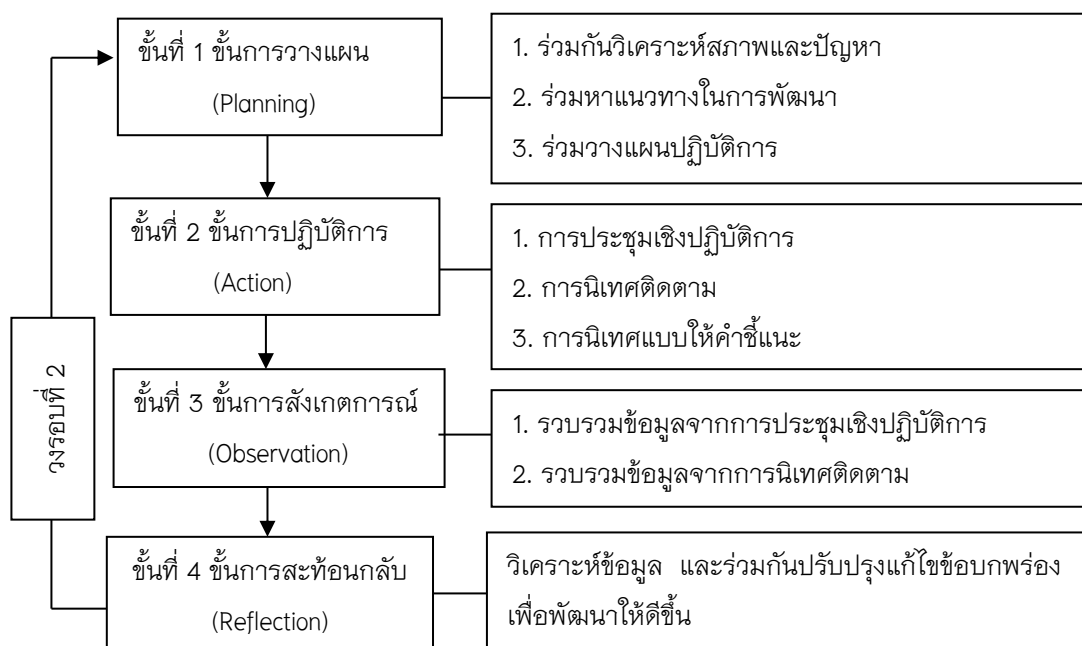 ขั้นที่ 1 ขั้นการวางแผน
(Planning)
1. ร่วมกันวิเคราะห์สภาพและปัญหา
2. ร่วมหาแนวทางในการพัฒนา
3. ร่วมวางแผนปฏิบัติการ
ขั้นที่ 2 ขั้นการปฏิบัติการ
(Action)
1. การประชุมเชิงปฏิบัติการ
2. การนิเทศติดตาม
3. การนิเทศแบบให้คำชี้แนะ
วงรอบที่ 2
ขั้นที่ 3 ขั้นการสังเกตการณ์
(Observation)
1. รวบรวมข้อมูลจากการประชุมเชิงปฏิบัติการ
2. รวบรวมข้อมูลจากการนิเทศติดตาม
ขั้นที่ 4 ขั้นการสะท้อนกลับ
(Reflection)
วิเคราะห์ข้อมูล และร่วมกันปรับปรุงแก้ไขข้อบกพร่อง
เพื่อพัฒนาให้ดีขึ้น